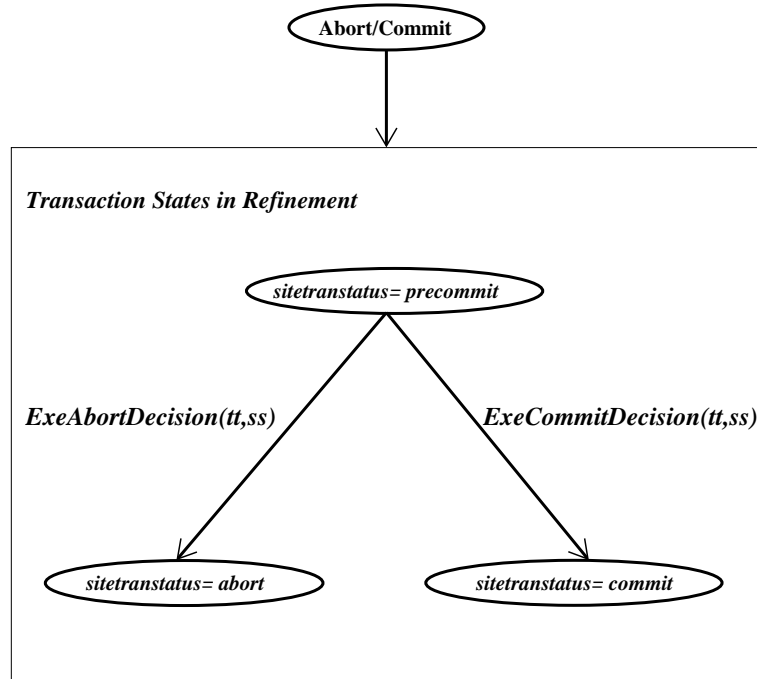 Abort/Commit
Transaction States in Refinement
sitetranstatus= precommit
ExeAbortDecision(tt,ss)
ExeCommitDecision(tt,ss)
sitetranstatus= abort
sitetranstatus= commit